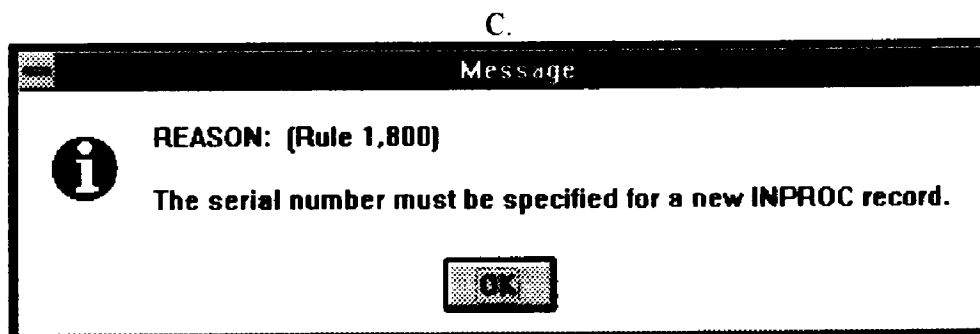 C.
Message
REASON: (Rule 1,800)
The serial number must be specified for a new INPROC record.
OK